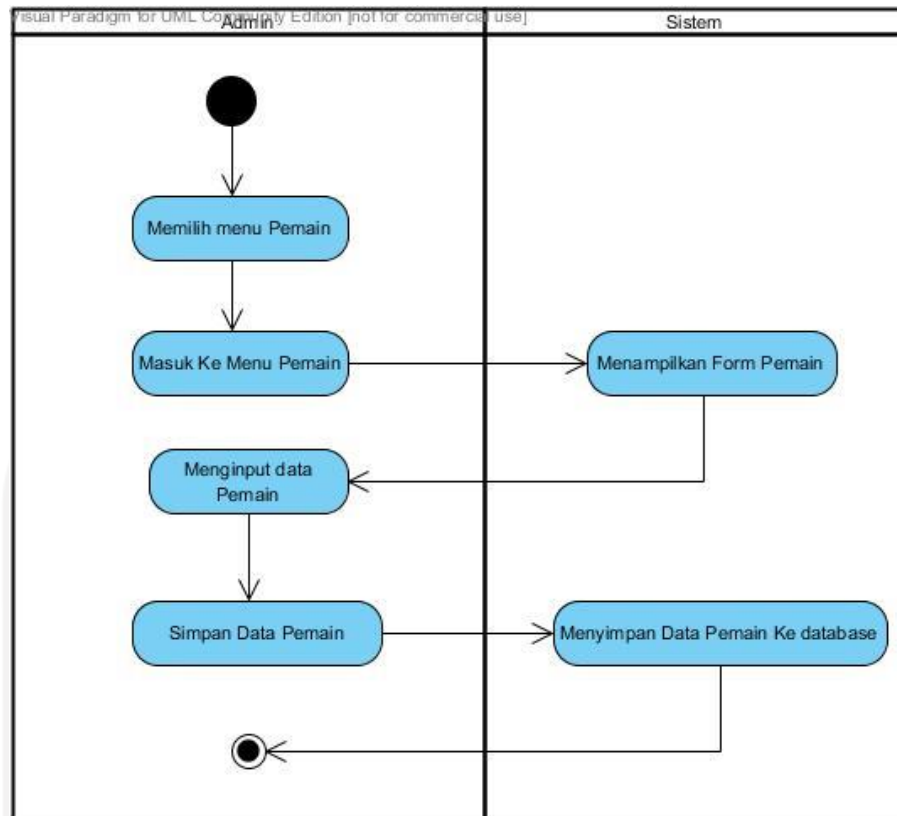 Visual Paradigm for UML Community Edition [not for commercial use]
Admin
Sistem
Memilih menu Pemain
Masuk Ke Menu Pemain
Menampilkan Form Pemain
Menginput data
Pemain
Simpan Data Pemain
Menyimpan Data Pemain Ke database